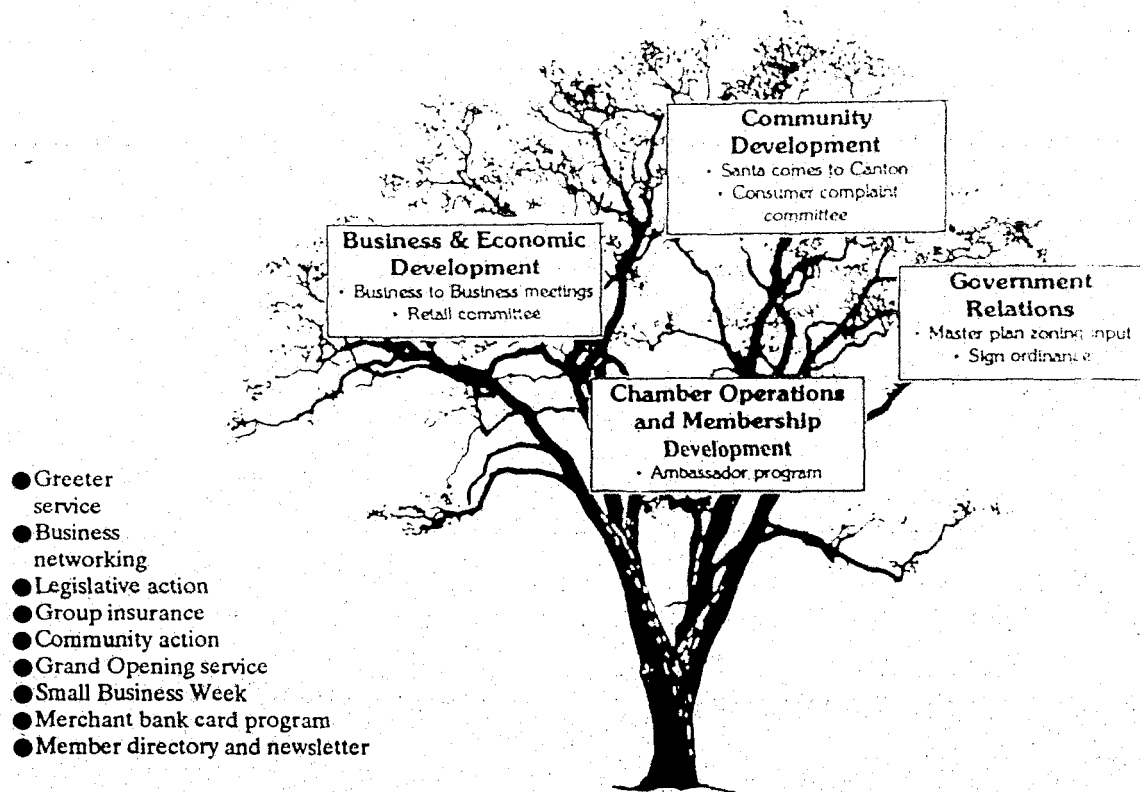 Community
Development
• Santa comes to Canton
• Consumer complaint
committee
Business & Economic
Development
• Business to Business meetings
• Retail committee
Government
Relations
• Master plan zoning input
• Sign ordinance
Chamber Operations
and Membership
Development
• Ambassador program
● Greeter
service
● Business
networking
● Legislative action
● Group insurance
● Community action
● Grand Opening service
● Small Business Week
● Merchant bank card program
● Member directory and newsletter